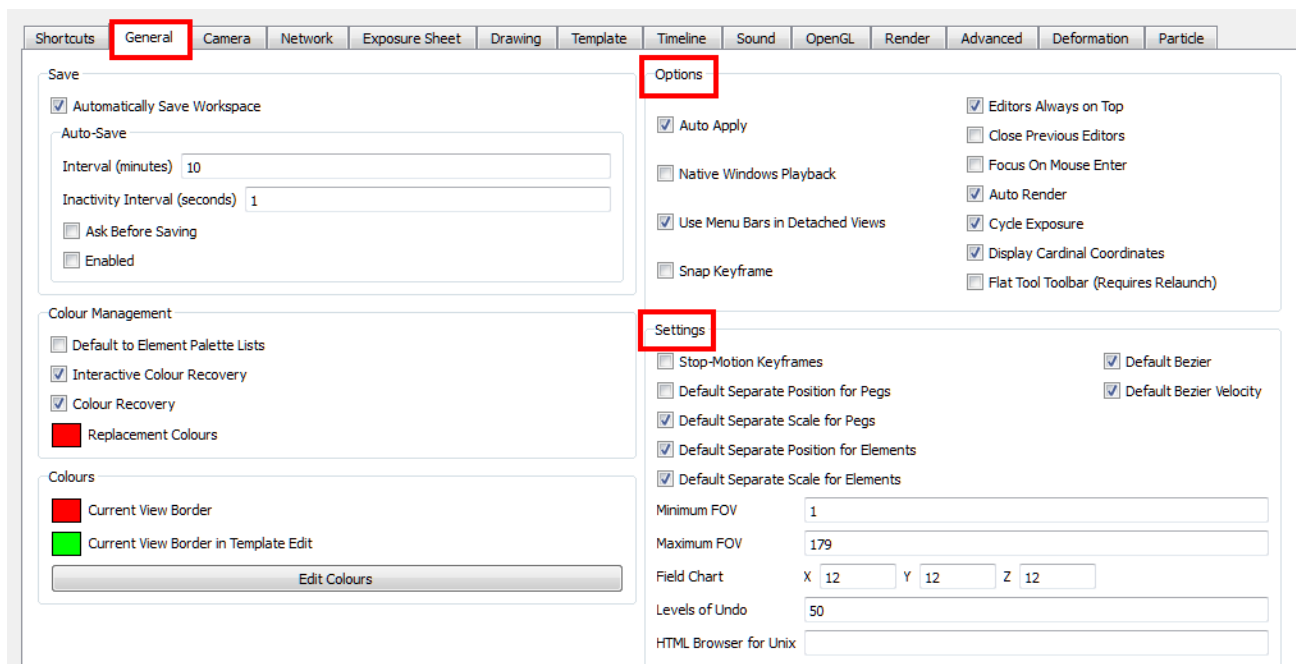 Shortcuts General Camera Network Exposure Sheet Drawing Template Timeline Sound OpenGL Render Advanced Deformation Particle
Save
Automatically Save Workspace
Auto-Save
Interval (minutes) 10
Inactivity Interval (seconds) 1
Ask Before Saving
Enabled
Colour Management
Default to Element Palette Lists
Interactive Colour Recovery
Colour Recovery
Replacement Colours
Colours
Current View Border
Current View Border in Template Edit
Edit Colours
Options
Auto Apply
Native Windows Playback
Use Menu Bars in Detached Views
Snap Keyframe
Editors Always on Top
Close Previous Editors
Focus On Mouse Enter
Auto Render
Cycle Exposure
Display Cardinal Coordinates
Flat Tool Toolbar (Requires Relaunch)
Settings
Stop-Motion Keyframes
Default Separate Position for Pegs
Default Separate Scale for Pegs
Default Separate Position for Elements
Default Separate Scale for Elements
Default Bezier
Default Bezier Velocity
Minimum FOV 1
Maximum FOV 179
Field Chart X 12 Y 12 Z 12
Levels of Undo 50
HTML Browser for Unix